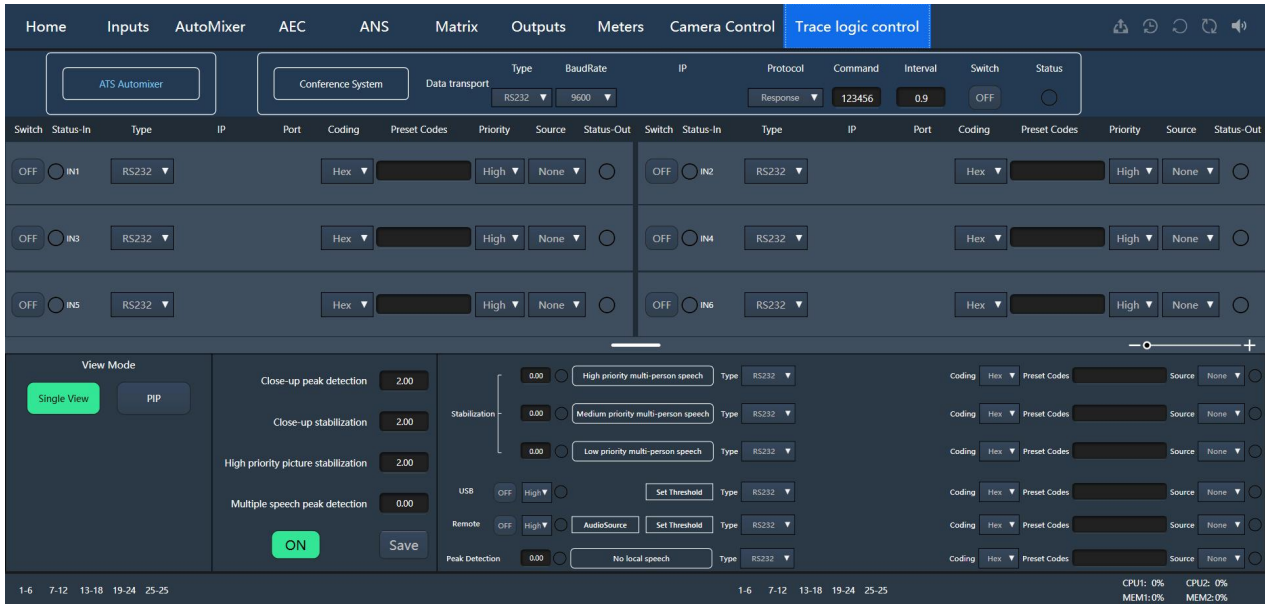 Home Inputs AutoMixer AEC ANS Matrix Outputs Meters Camera Control Trace logic control
Type BaudRate IP Protocol Command Interval Switch Status
ATS Automixer Conference System Data transport RS232 9600 Response 123456 0.9 OFF
Switch Status-In Type IP Port Coding Preset Codes Priority Source Status-Out Switch Status-In Type IP Port Coding Preset Codes Priority Source Status-Out
OFF IN1 RS232 Hex High None OFF IN2 RS232 Hex High None
OFF IN3 RS232 Hex High None OFF IN4 RS232 Hex High None
OFF IN5 RS232 Hex High None OFF IN6 RS232 Hex High None
View Mode
Single View PIP
Close-up peak detection 2.00
Close-up stabilization 2.00
High priority picture stabilization 2.00
Multiple speech peak detection 0.00
ON Save
0.00 High priority multi-person speech Type RS232 Coding Hex Preset Codes Source None
Stabilization 0.00 Medium priority multi-person speech Type RS232 Coding Hex Preset Codes Source None
0.00 Low priority multi-person speech Type RS232 Coding Hex Preset Codes Source None
USB OFF High Set Threshold Type RS232 Coding Hex Preset Codes Source None
Remote OFF High AudioSource Set Threshold Type RS232 Coding Hex Preset Codes Source None
Peak Detection 0.00 No local speech Type RS232 Coding Hex Preset Codes Source None
1-6 7-12 13-18 19-24 25-25 1-6 7-12 13-18 19-24 25-25
CPU1: 0% CPU2: 0%
MEM1:0% MEM2:0%